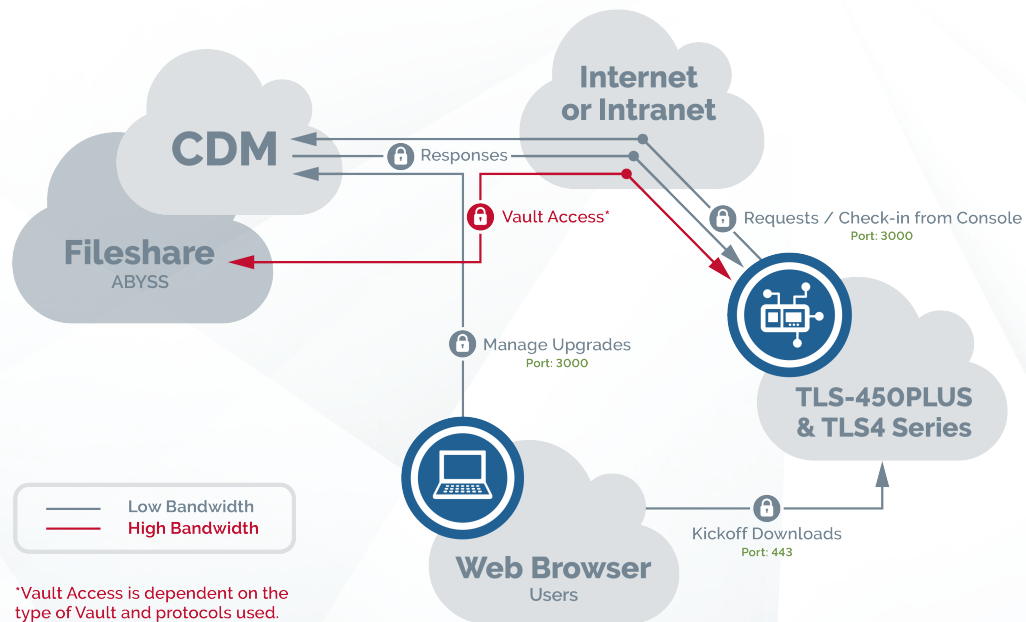 Internet
or Intranet
CDM
Responses
Vault Access*
Requests / Check-in from Console
Port: 3000
Fileshare
ABYSS
Manage Upgrades
Port: 3000
TLS-450PLUS
& TLS4 Series
Low Bandwidth
High Bandwidth
Kickoff Downloads
Port: 443
Web Browser
Users
*Vault Access is dependent on the
type of Vault and protocols used.